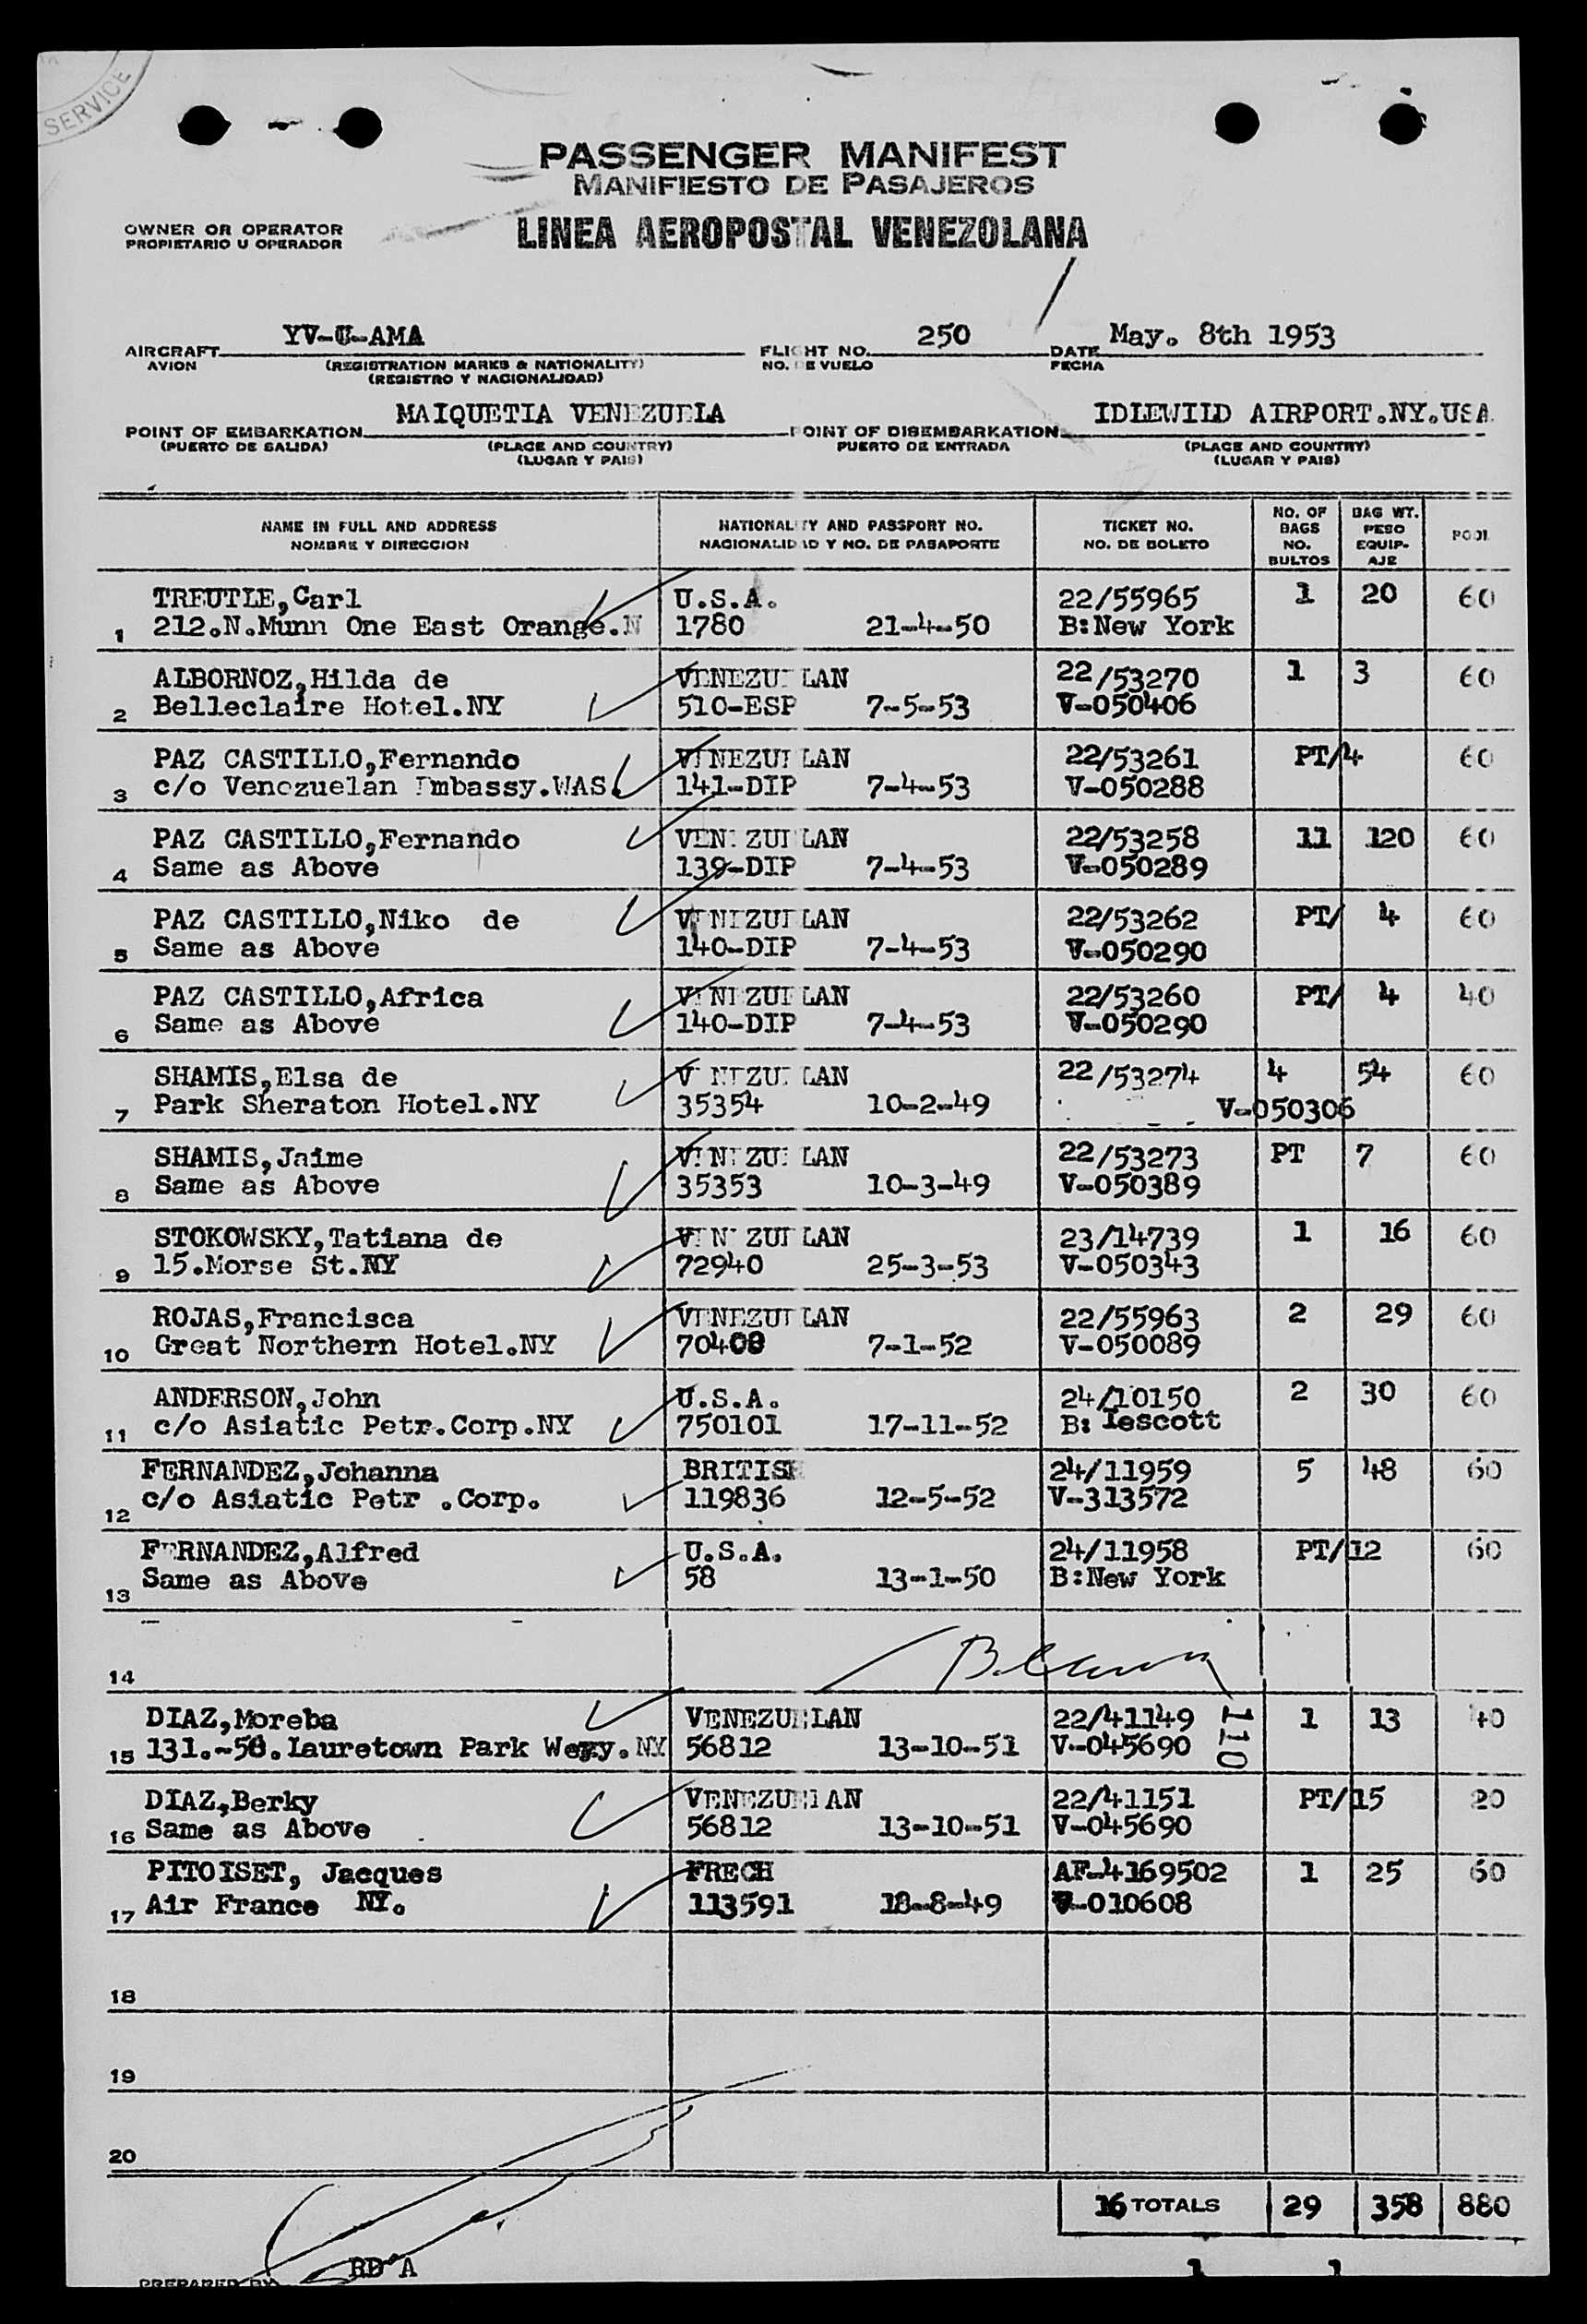 SERVICE
PASSENGER MANIFEST
MANIFIESTO DE PASAJEROS
OWNER OR OPERATOR
PROPIETARIO U OPERADOR
LINEA AEROPOSTAL VENEZOLANA
AIRCRAFT YV-C-AMA FLIGHT NO. 250 DATE May. 8th 1953
AVION (REGISTRATION MARKS & NATIONALITY) NO. DE VUELO FECHA
(REGISTRO Y NACIONALIDAD)
POINT OF EMBARKATION MAIQUETIA VENEZUELA POINT OF DISEMBARKATION IDLEWILD AIRPORT.NY.USA
(PUERTO DE SALIDA) (PLACE AND COUNTRY) PUERTO DE ENTRADA (PLACE AND COUNTRY)
(LUGAR Y PAIS) (LUGAR Y PAIS)
NAME IN FULL AND ADDRESS NATIONALITY AND PASSPORT NO. TICKET NO. NO. OF BAGS BAG WT.
NOMBRE Y DIRECCION NACIONALIDAD Y NO. DE PASAPORTE NO. DE BOLETO NO. BULTOS PESO EQUIP-AJE
TREUTLE,Carl U.S.A. 22/55965 1 20 60
1 212.N.Munn One East Orange.N 1780 21-4-50 B:New York
ALBORNOZ,Hilda de VENEZUELAN 22/53270 1 3 60
2 Belleclaire Hotel.NY 510-ESP 7-5-53 V-050406
PAZ CASTILLO,Fernando VENEZUELAN 22/53261 PT/4 60
3 c/o Venezuelan Embassy.WAS. 141-DIP 7-4-53 V-050288
PAZ CASTILLO,Fernando VENEZUELAN 22/53258 11 120 60
4 Same as Above 139-DIP 7-4-53 V-050289
PAZ CASTILLO,Niko de VENEZUELAN 22/53262 PT/ 4 60
5 Same as Above 140-DIP 7-4-53 V-050290
PAZ CASTILLO,Africa VENEZUELAN 22/53260 PT/ 4 40
6 Same as Above 140-DIP 7-4-53 V-050290
SHAMIS,Elsa de VENEZUELAN 22/53274 4 54 60
7 Park Sheraton Hotel.NY 35354 10-2-49 V-050306
SHAMIS,Jaime VENEZUELAN 22/53273 PT 7 60
8 Same as Above 35353 10-3-49 V-050389
STOKOWSKY,Tatiana de VENEZUELAN 23/14739 1 16 60
9 15.Morse St.NY 72940 25-3-53 V-050343
ROJAS,Francisca VENEZUELAN 22/55963 2 29 60
10 Great Northern Hotel.NY 70408 7-1-52 V-050089
ANDERSON,John U.S.A. 24/10150 2 30 60
11 c/o Asiatic Petr.Corp.NY 750101 17-11-52 B: Lescott
FERNANDEZ,Johanna BRITISH 24/11959 5 48 60
12 c/o Asiatic Petr .Corp. 119836 12-5-52 V-313572
FERNANDEZ,Alfred U.S.A. 24/11958 PT/12 60
13 Same as Above 58 13-1-50 B:New York
14
DIAZ,Moreba VENEZUELAN 22/41149 110 1 13 40
15 131.-50.Lauretown Park NY 56812 13-10-51 V-045690
DIAZ,Berky VENEZUELAN 22/41151 PT/15 20
16 Same as Above 56812 13-10-51 V-045690
PITOISET, Jacques FRECH AF-4169502 1 25 60
17 Air France NY. 113591 18-8-49 V-010608
18
19
20
16 TOTALS 29 358 880
PREPARED BY RD A